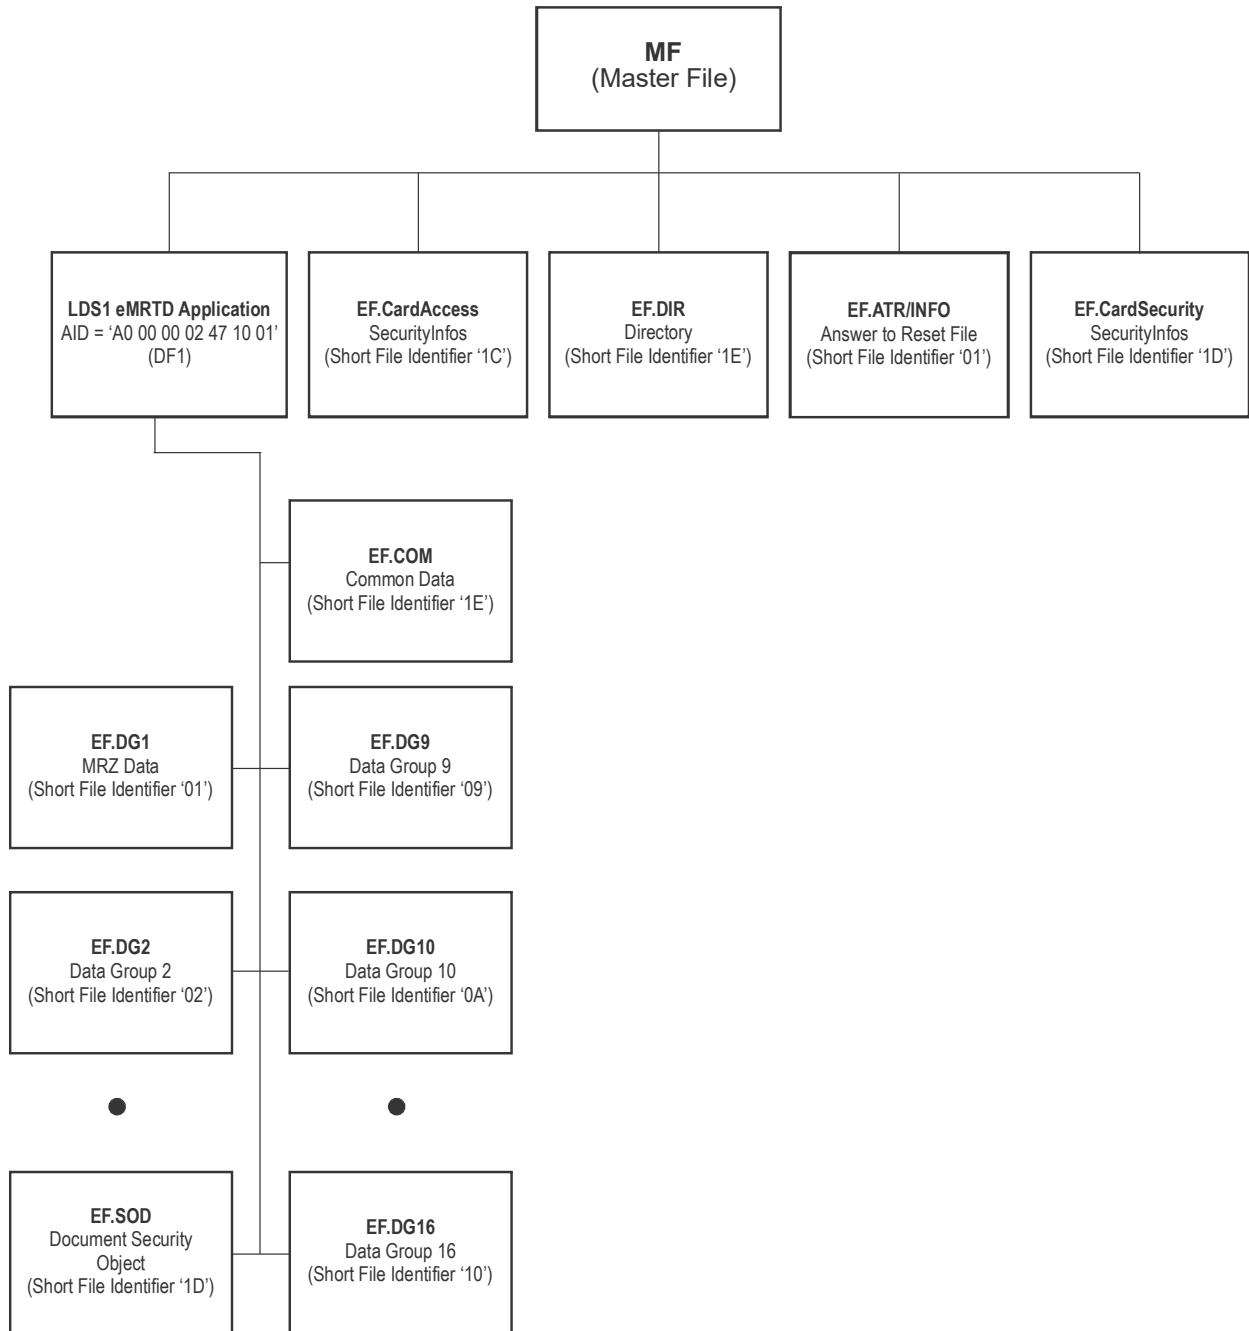 MF
(Master File)
LDS1 eMRTD Application
AID = ‘A0 00 00 02 47 10 01’
(DF1)
EF.CardAccess
SecurityInfos
(Short File Identifier ‘1C’)
EF.DIR
Directory
(Short File Identifier ‘1E’)
EF.ATR/INFO
Answer to Reset File
(Short File Identifier ‘01’)
EF.CardSecurity
SecurityInfos
(Short File Identifier ‘1D’)
EF.COM
Common Data
(Short File Identifier ‘1E’)
EF.DG1
MRZ Data
(Short File Identifier ‘01’)
EF.DG9
Data Group 9
(Short File Identifier ‘09’)
EF.DG2
Data Group 2
(Short File Identifier ‘02’)
EF.DG10
Data Group 10
(Short File Identifier ‘0A’)
EF.SOD
Document Security
Object
(Short File Identifier ‘1D’)
EF.DG16
Data Group 16
(Short File Identifier ‘10’)